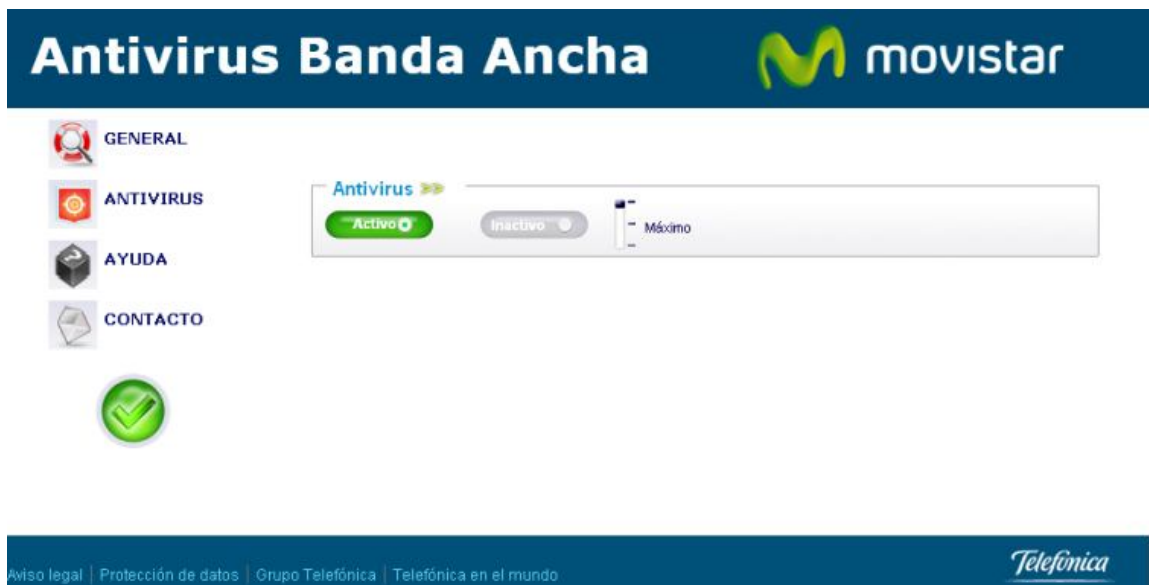 Antivirus Banda Ancha
movistar
GENERAL
ANTIVIRUS
AYUDA
CONTACTO
Antivirus
Activo
Inactivo
Máximo
Aviso legal | Protección de datos | Grupo Telefónica | Telefónica en el mundo
Telefónica